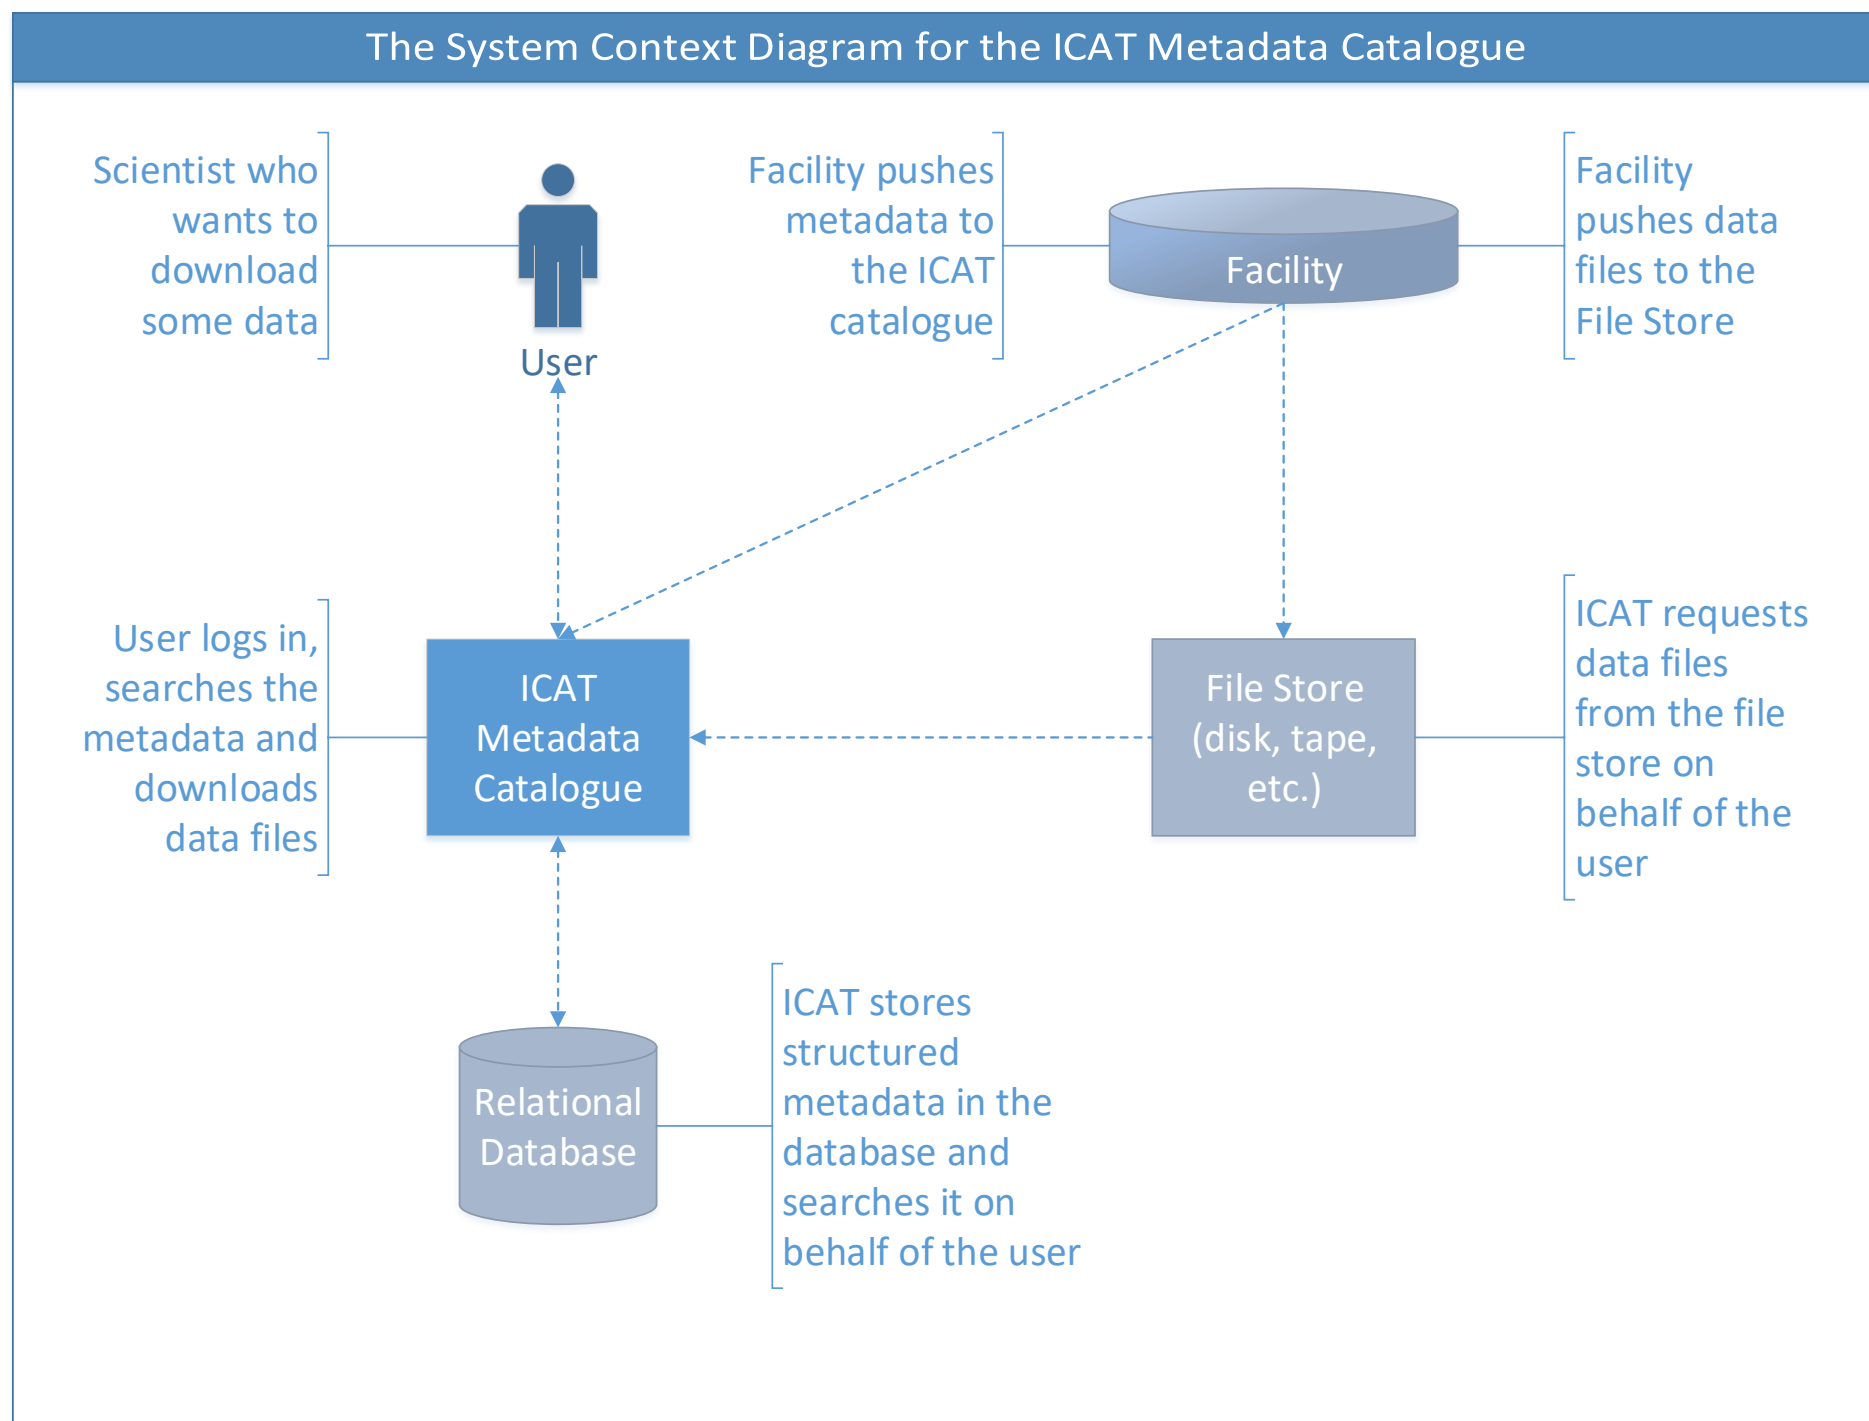 The System Context Diagram for the ICAT Metadata Catalogue
Scientist who
wants to
download
some data
User
Facility pushes
metadata to
the ICAT
catalogue
Facility
Facility
pushes data
files to the
File Store
User logs in,
searches the
metadata and
downloads
data files
ICAT
Metadata
Catalogue
File Store
(disk, tape,
etc.)
ICAT requests
data files
from the file
store on
behalf of the
user
Relational
Database
ICAT stores
structured
metadata in the
database and
searches it on
behalf of the user